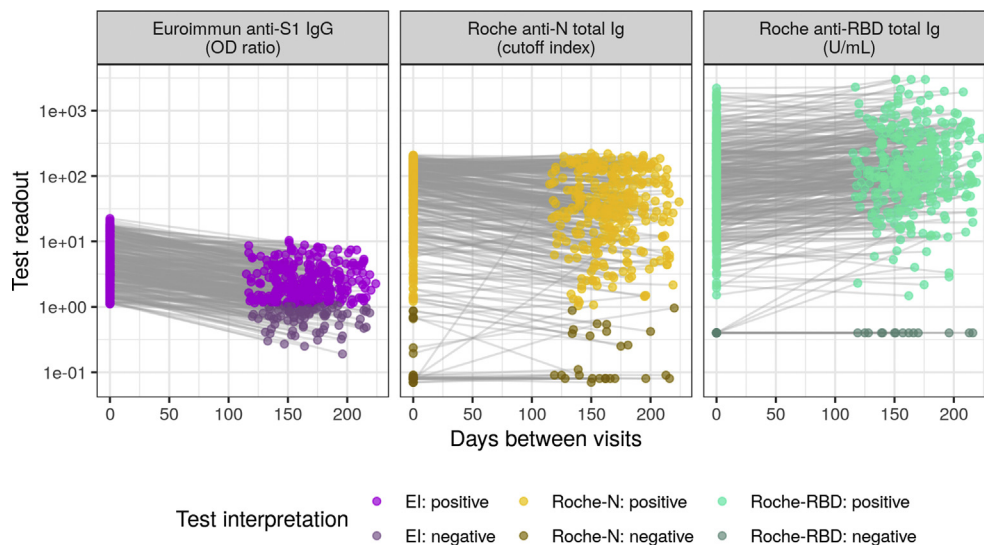 Euroimmun anti-S1 IgG
(OD ratio)
Roche anti-N total Ig
(cutoff index)
Roche anti-RBD total Ig
(U/mL)
Test readout
1e+03
1e+02
1e+01
1e+00
1e-01
0 50 100 150 200
0 50 100 150 200
0 50 100 150 200
Days between visits
Test interpretation
EI: positive
Roche-N: positive
Roche-RBD: positive
EI: negative
Roche-N: negative
Roche-RBD: negative